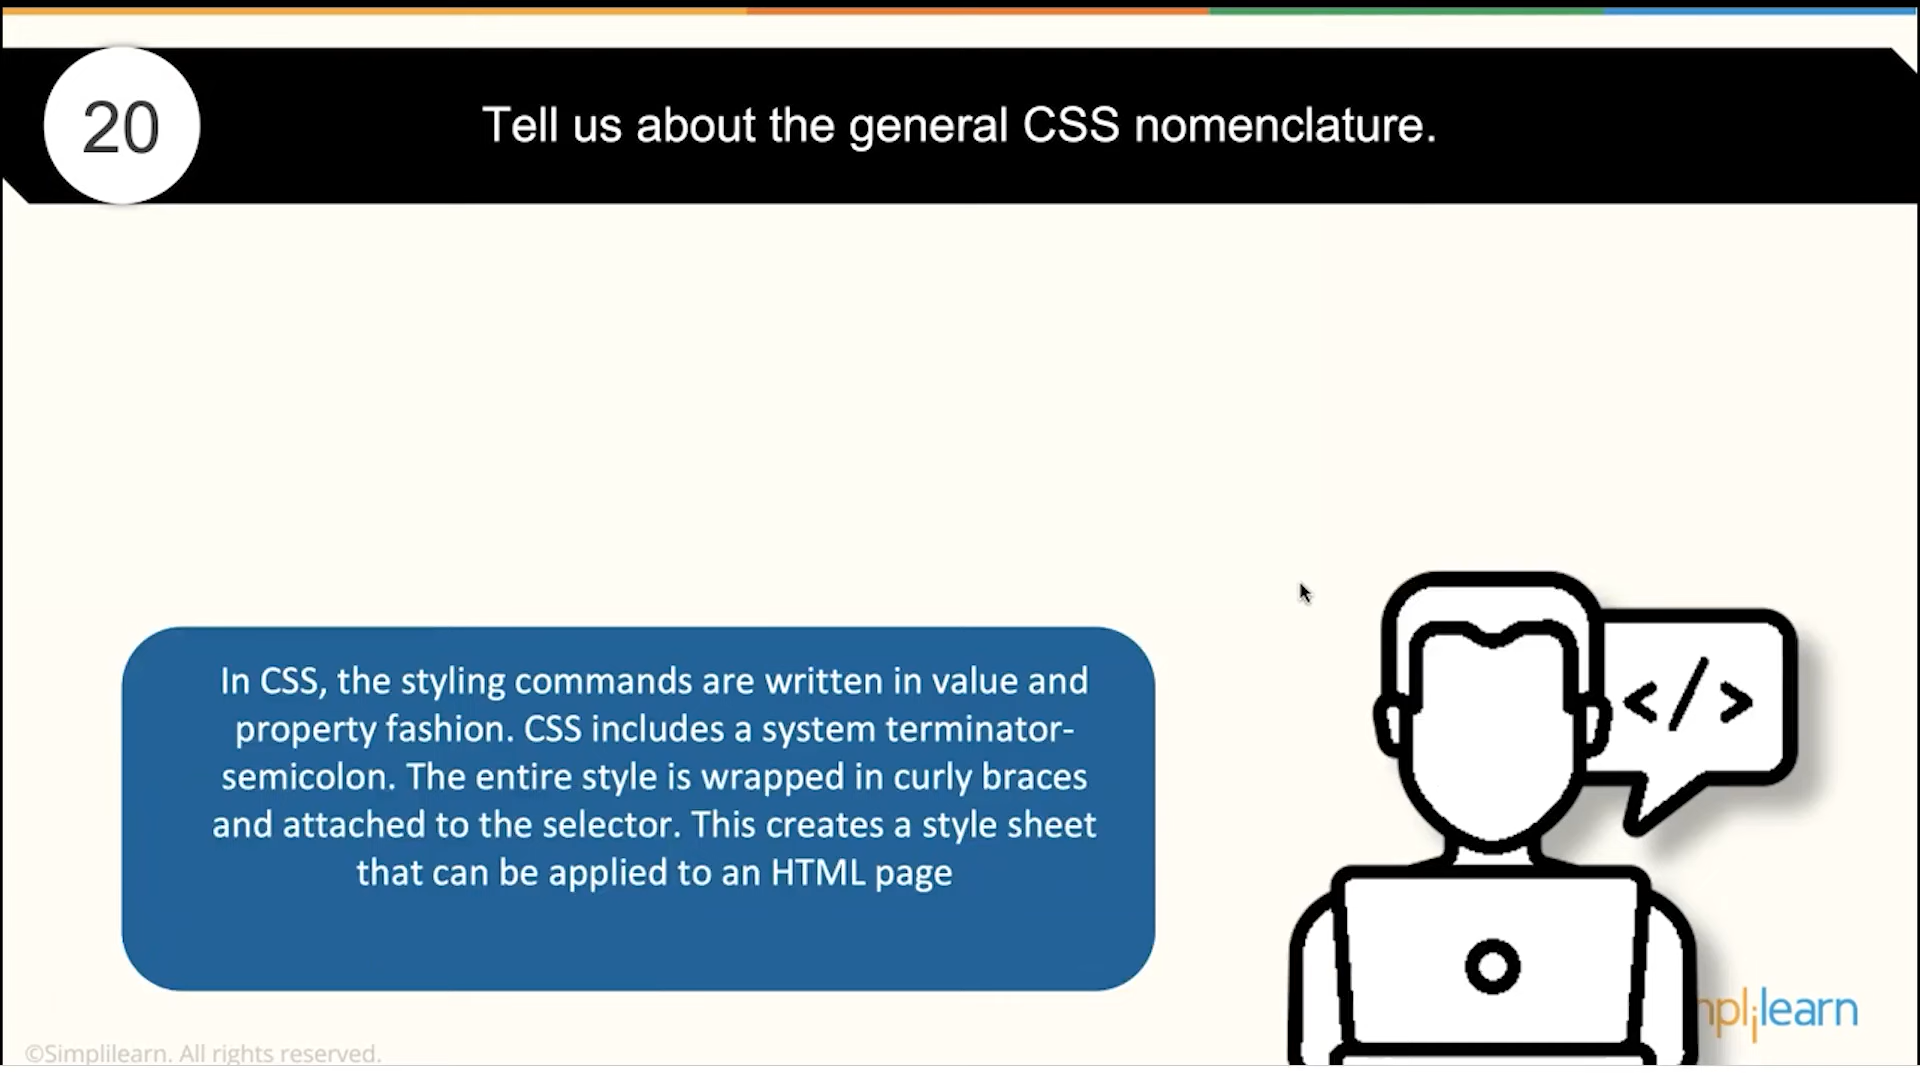 20
Tell us about the general CSS nomenclature.
In CSS, the styling commands are written in value and
property fashion. CSS includes a system terminator-
semicolon. The entire style is wrapped in curly braces
and attached to the selector. This creates a style sheet
that can be applied to an HTML page
</>
mplilearn
©Simplilearn. All rights reserved.